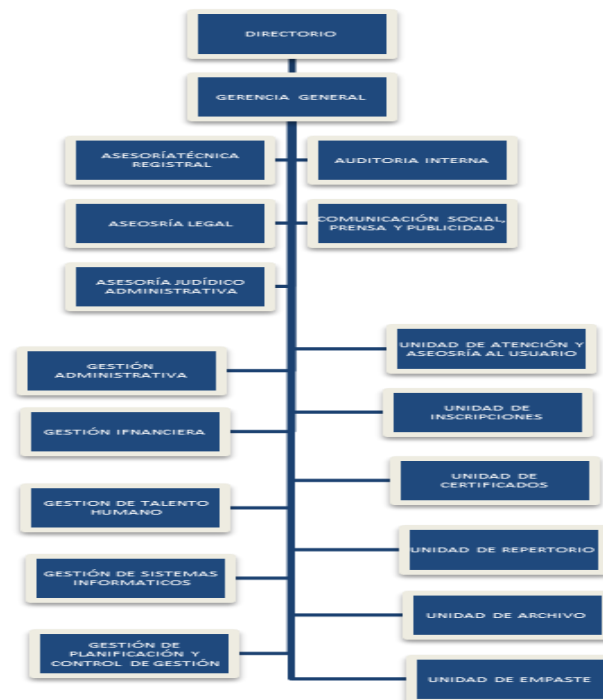 DIRECTORIO
GERENCIA GENERAL
ASESORÍATÉCNICA
REGISTRAL
AUDITORIA INTERNA
ASEOSRÍA LEGAL
COMUNICACIÓN SOCIAL,
PRENSA Y PUBLICIDAD
ASESORÍA JUDÍDICO
ADMINISTRATIVA
UNIDAD DE ATENCIÓN Y
ASEOSRÍA AL USUARIO
GESTIÓN
ADMINISTRATIVA
UNIDAD DE
INSCRIPCIONES
GESTIÓN IFNANCIERA
UNIDAD DE
CERTIFICADOS
GESTION DE TALENTO
HUMANO
UNIDAD DE REPERTORIO
GESTIÓN DE SISTEMAS
INFORMATICOS
UNIDAD DE ARCHIVO
GESTIÓN DE
PLANIFICACIÓN Y
CONTROL DE GESTIÓN
UNIDAD DE EMPASTE